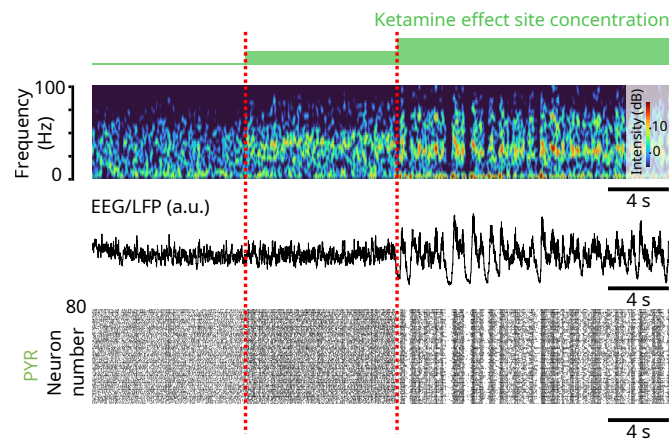 Ketamine effect site concentration
100
Frequency
(Hz)
0
Intensity (dB)
10
0
4 s
EEG/LFP (a.u.)
4 s
80
PYR
Neuron
number
4 s